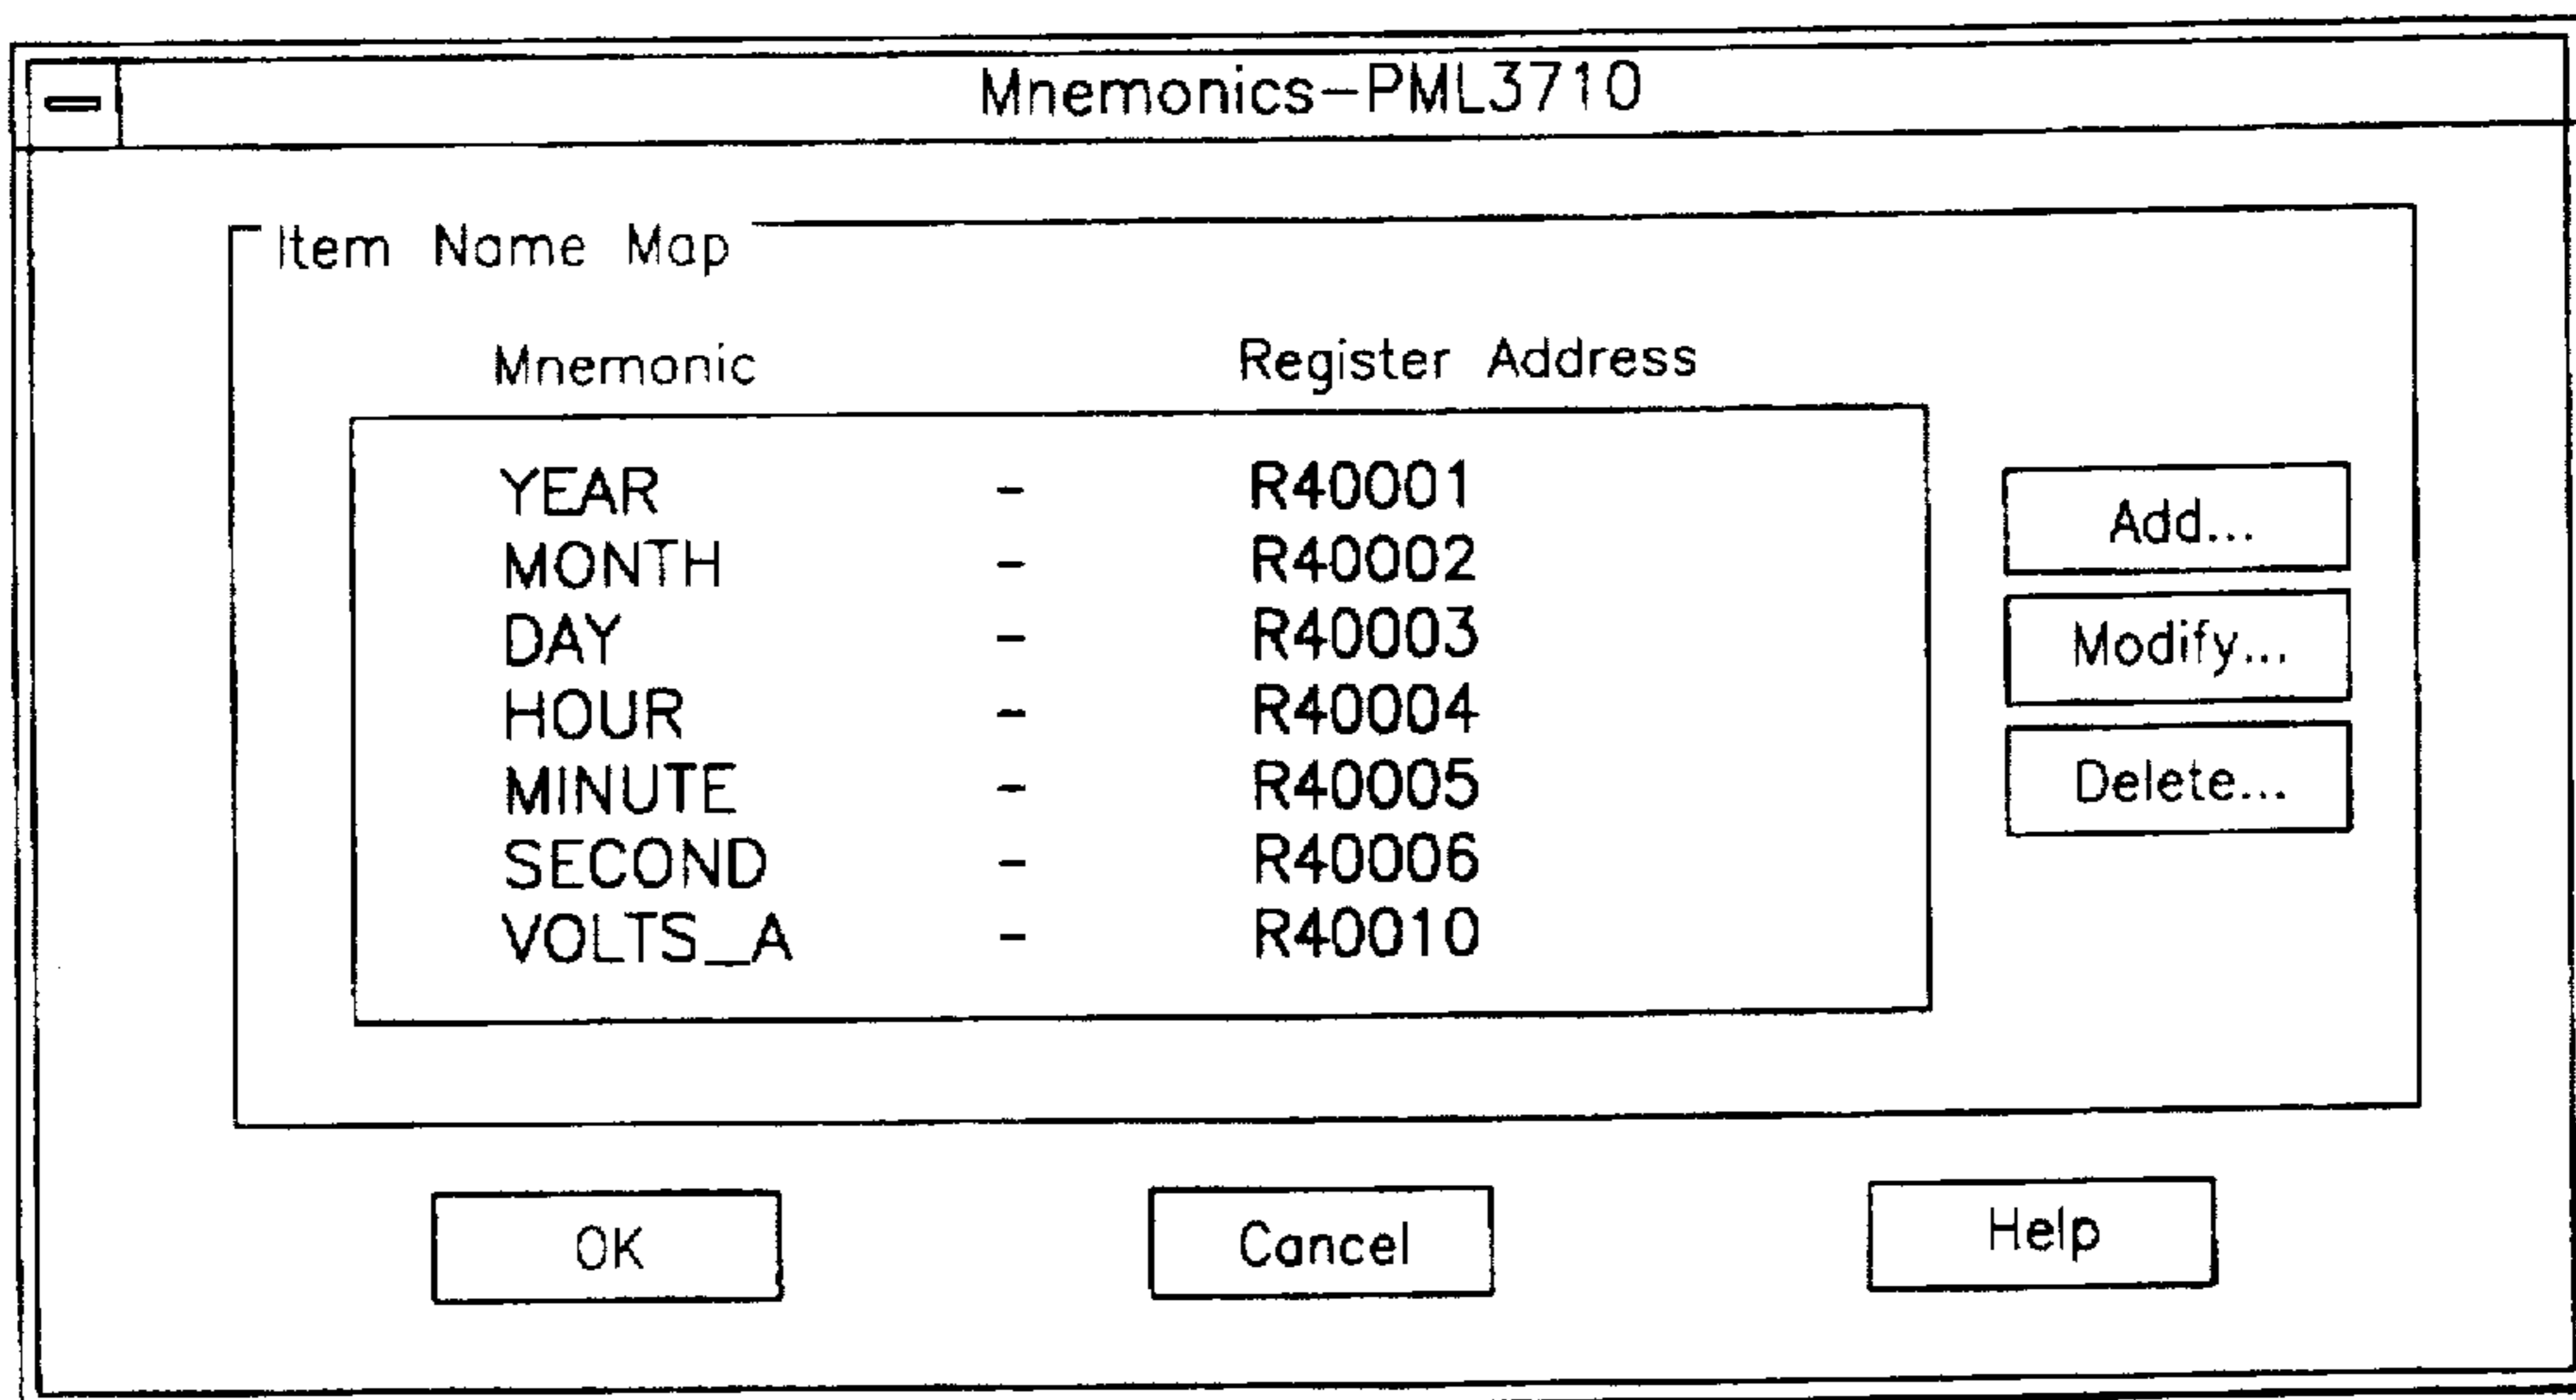 Mnemonics-PML3710
Item Name Map
Mnemonic Register Address
YEAR - R40001
MONTH - R40002
DAY - R40003
HOUR - R40004
MINUTE - R40005
SECOND - R40006
VOLTS_A - R40010
Add...
Modify...
Delete...
OK Cancel Help